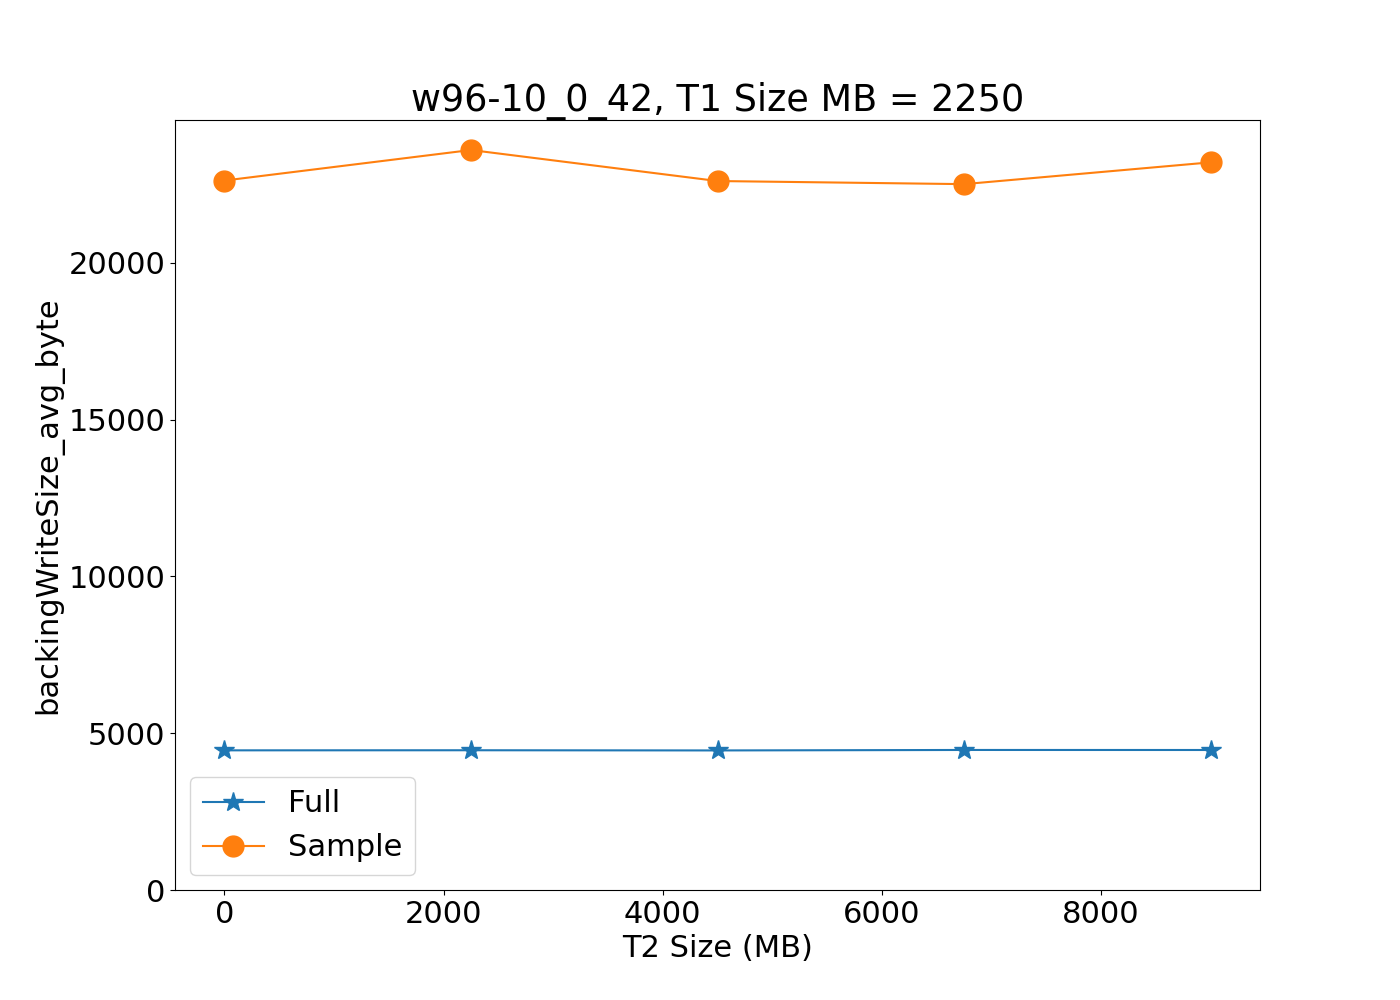 w96-10_0_42, T1 Size MB = 2250
backingWriteSize_avg_byte
20000
15000
10000
5000
0
Full
Sample
0 2000 4000 6000 8000
T2 Size (MB)